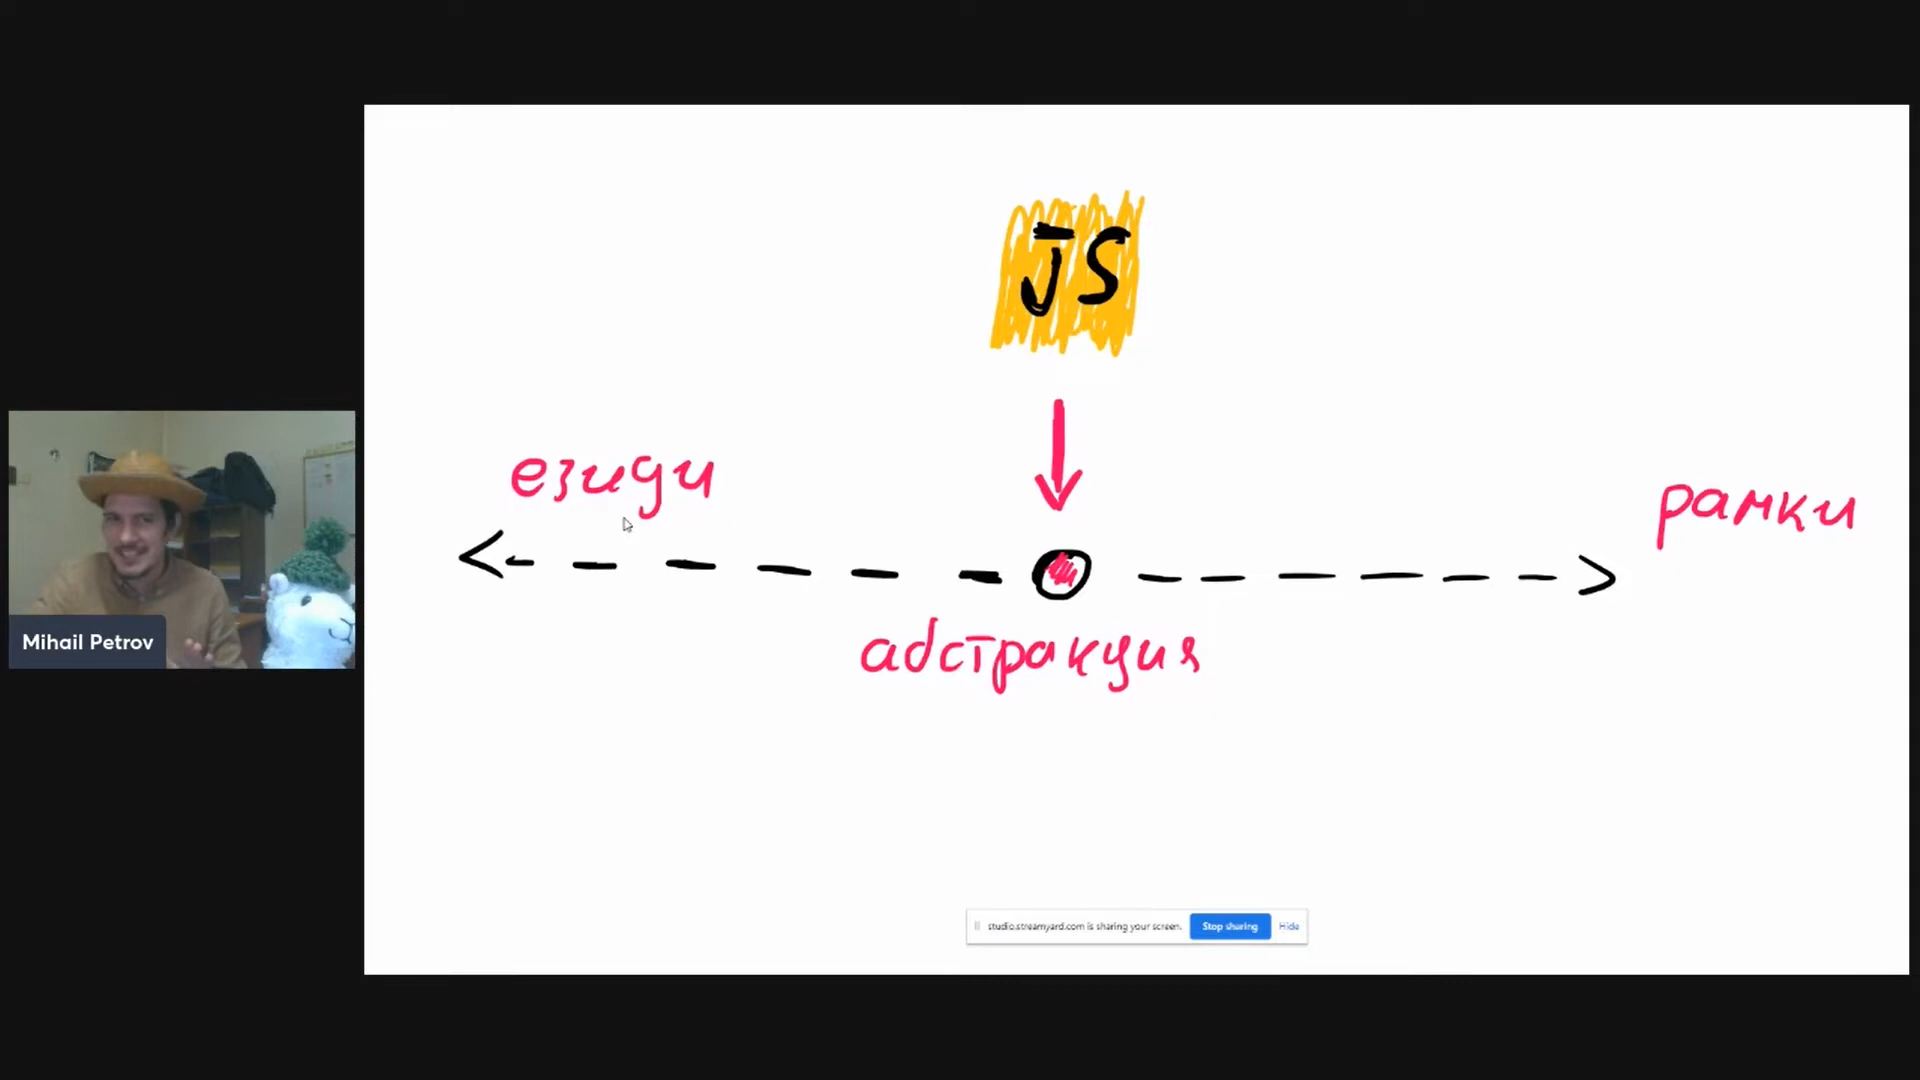 JS
езици
рамки
абстракция
Mihail Petrov
studio.streamyard.com is sharing your screen. Stop sharing Hide